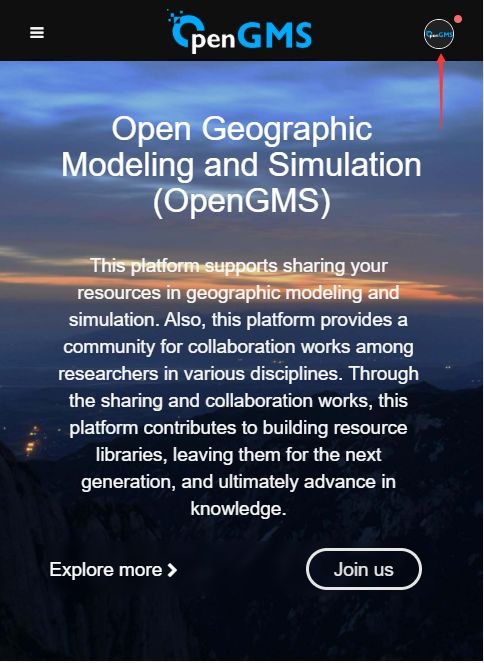 OpenGMS
OpenGMS
Open Geographic
Modeling and Simulation
(OpenGMS)
This platform supports sharing your
resources in geographic modeling and
simulation. Also, this platform provides a
community for collaboration works among
researchers in various disciplines. Through
the sharing and collaboration works, this
platform contributes to building resource
libraries, leaving them for the next
generation, and ultimately advance in
knowledge.
Explore more
Join us